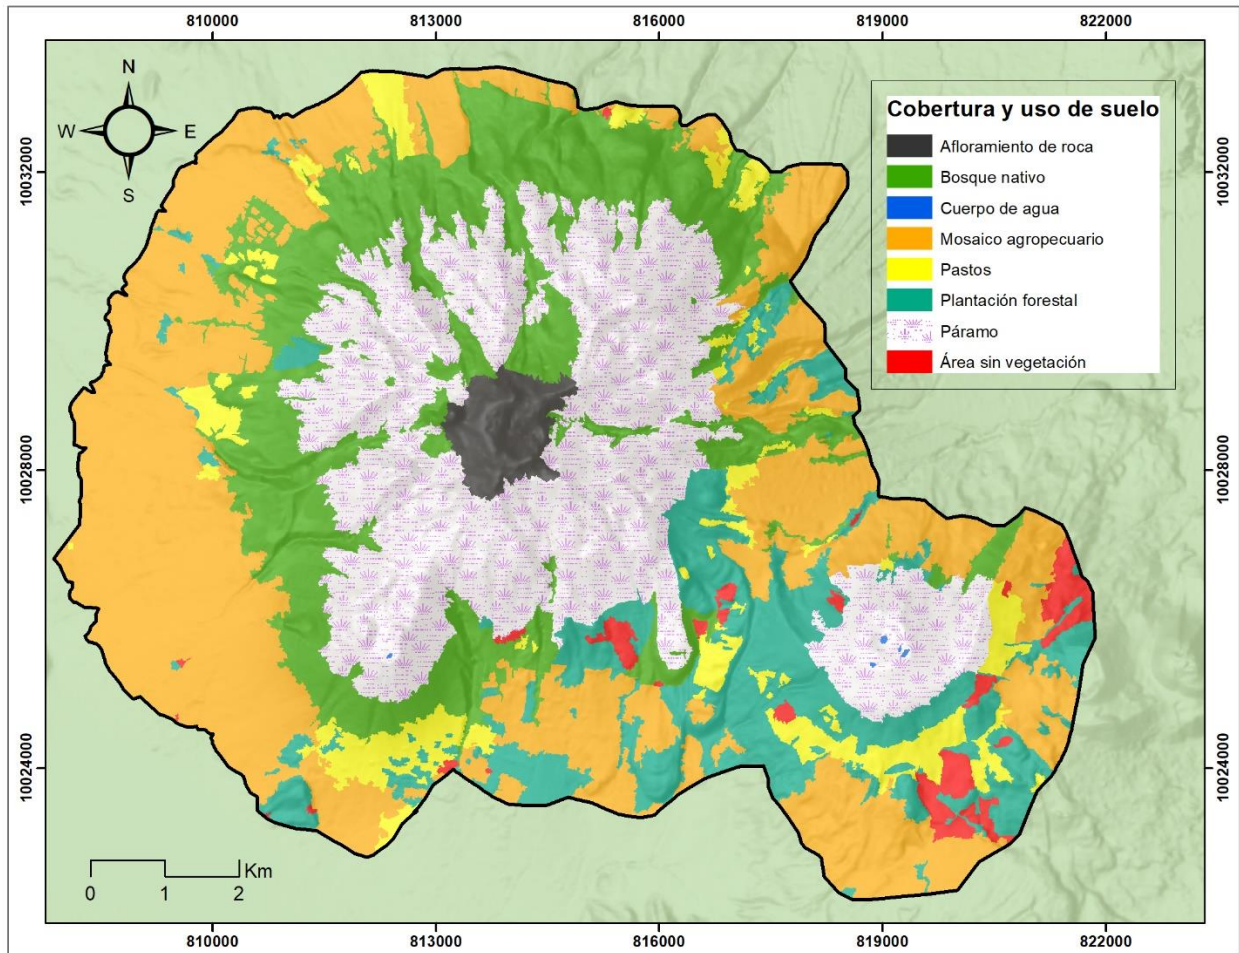 810000 813000 816000 819000 822000
N
W E
S
Cobertura y uso de suelo
Afloramiento de roca
Bosque nativo
Cuerpo de agua
Mosaico agropecuario
Pastos
Plantación forestal
Páramo
Área sin vegetación
10032000 10032000
10028000 10028000
10024000 10024000
Km
0 1 2
810000 813000 816000 819000 822000